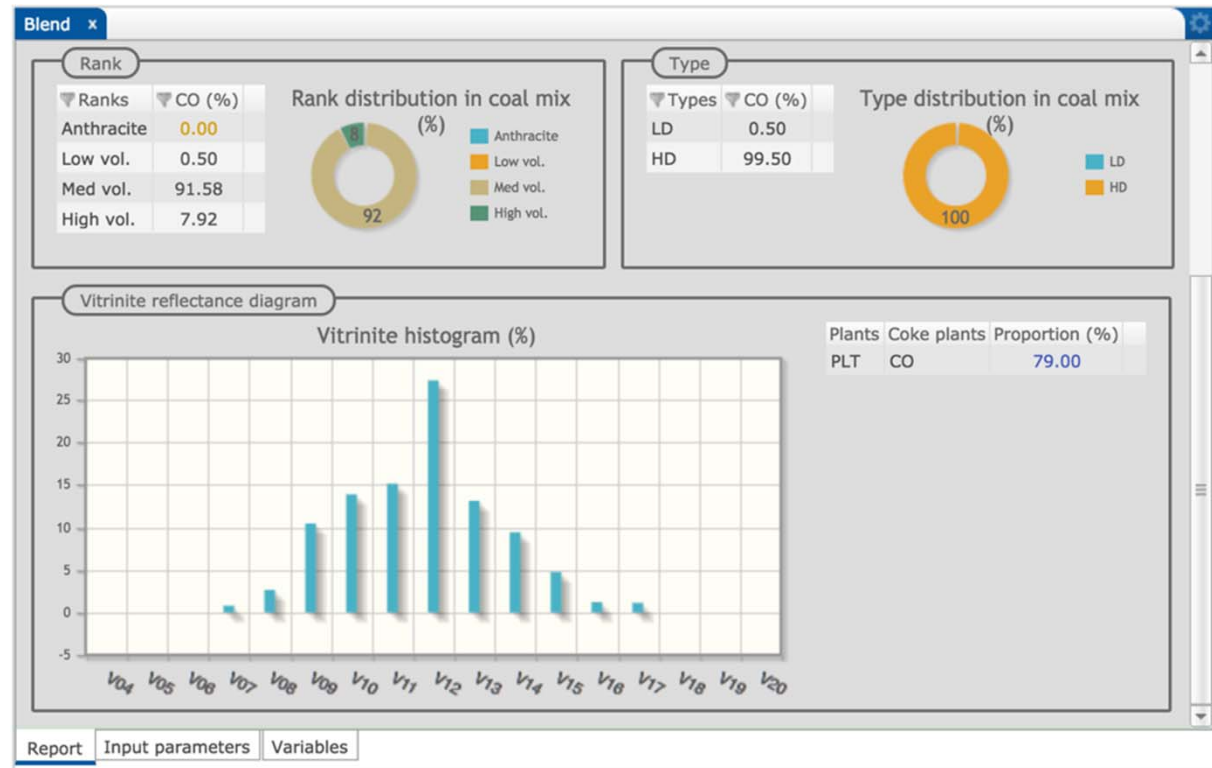 Blend x
Rank
Ranks CO (%)
Anthracite 0.00
Low vol. 0.50
Med vol. 91.58
High vol. 7.92
Rank distribution in coal mix
(%)
8
92
Anthracite
Low vol.
Med vol.
High vol.
Type
Types CO (%)
LD 0.50
HD 99.50
Type distribution in coal mix
(%)
100
LD
HD
Vitrinite reflectance diagram
Vitrinite histogram (%)
30
25
20
15
10
5
0
-5
V04 V05 V06 V07 V08 V09 V10 V11 V12 V13 V14 V15 V16 V17 V18 V19 V20
Plants Coke plants Proportion (%)
PLT CO 79.00
Report Input parameters Variables